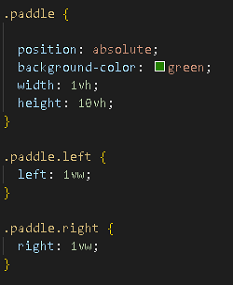 .paddle {
position: absolute;
background-color: green;
width: 1vh;
height: 10vh;
}
.paddle.left {
left: 1vw;
}
.paddle.right {
right: 1vw;
}